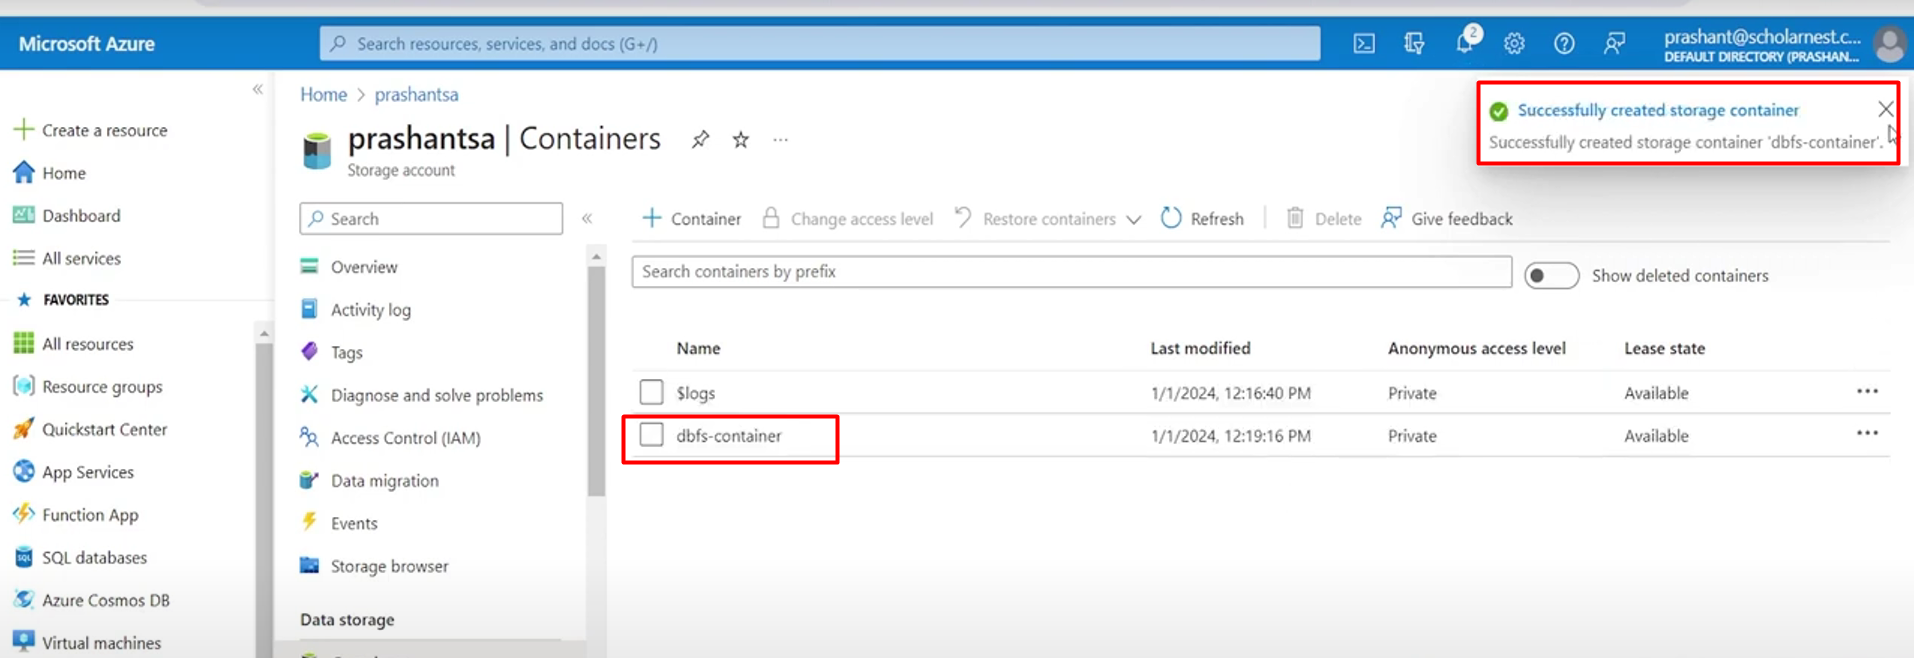 Microsoft Azure
Search resources, services, and docs (G+/)
2
prashant@scholarnest.c...
DEFAULT DIRECTORY (PRASHAN...
Successfully created storage container
Successfully created storage container 'dbfs-container'.
Create a resource
Home
Dashboard
All services
FAVORITES
All resources
Resource groups
Quickstart Center
App Services
Function App
SQL databases
Azure Cosmos DB
Virtual machines
Home > prashantsa
prashantsa | Containers
Storage account
Search
Overview
Activity log
Tags
Diagnose and solve problems
Access Control (IAM)
Data migration
Events
Storage browser
Data storage
Container Change access level Restore containers Refresh Delete Give feedback
Search containers by prefix
Show deleted containers
Name Last modified Anonymous access level Lease state
$logs 1/1/2024, 12:16:40 PM Private Available
dbfs-container 1/1/2024, 12:19:16 PM Private Available